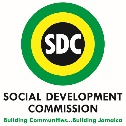 SDC
SOCIAL DEVELOPMENT
COMMISSION
Building Communities...Building Jamaica